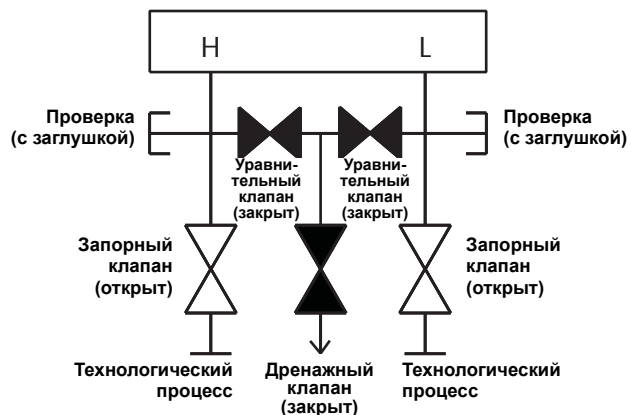 H
L
Проверка
(с заглушкой)
Проверка
(с заглушкой)
Уравни-
тельный
клапан
(закрыт)
Уравни-
тельный
клапан
(закрыт)
Запорный
клапан
(открыт)
Запорный
клапан
(открыт)
Технологический
процесс
Дренажный
клапан
(закрыт)
Технологический
процесс